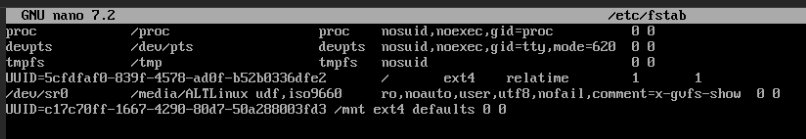 GNU nano 7.2 /etc/fstab
proc /proc proc nosuid,noexec,gid=proc 0 0
devpts /dev/pts devpts nosuid,noexec,gid=tty,mode=620 0 0
tmpfs /tmp tmpfs nosuid 0 0
UUID=5cfdfaf0-839f-4578-ad0f-b52b0336dfe2 / ext4 relatime 1 1
/dev/sr0 /media/ALTLinux udf,iso9660 ro,noauto,user,utf8,nofail,comment=x-gvfs-show 0 0
UUID=c17c70ff-1667-4290-80d7-50a288003fd3 /mnt ext4 defaults 0 0